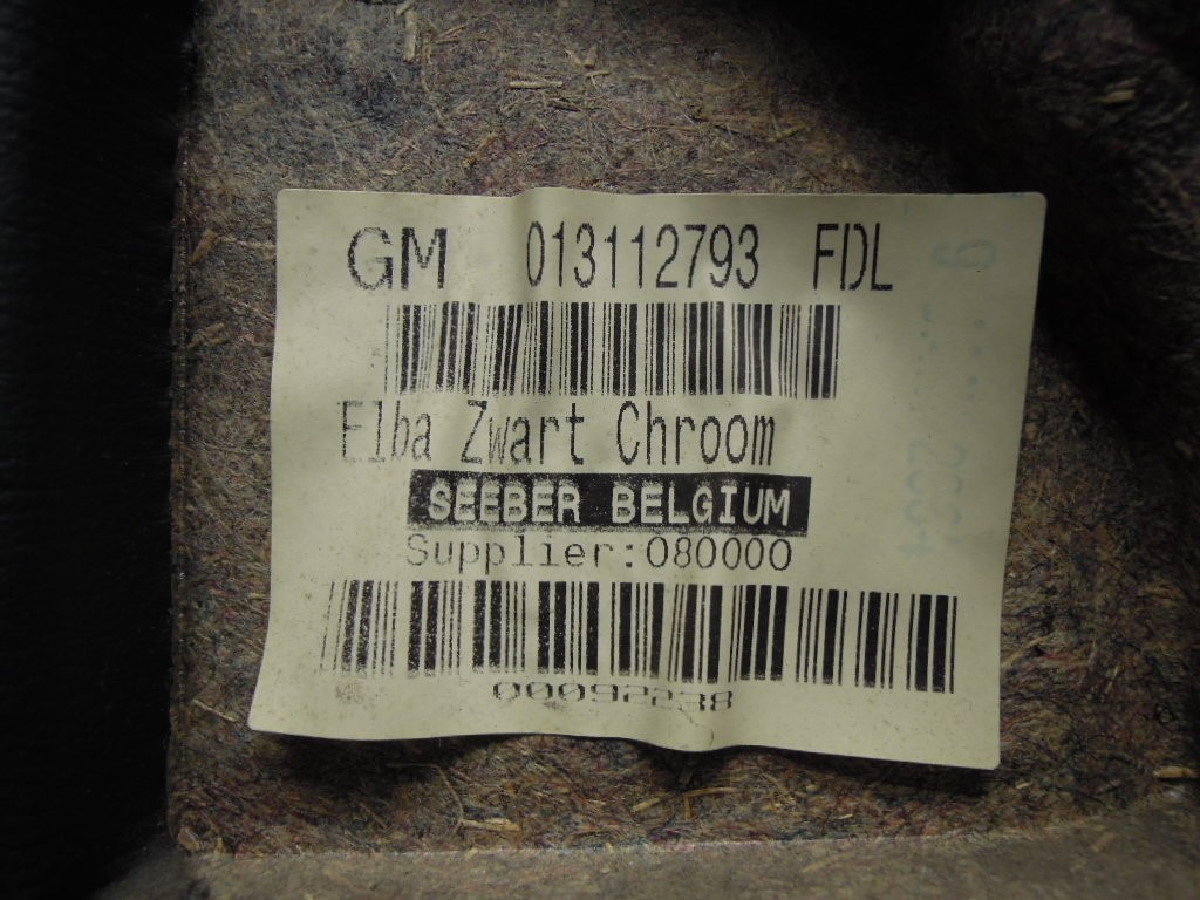 GM 013112793 FDL
Elba Zwart Chroom
SEEBER BELGIUM
Supplier:080000
00092238